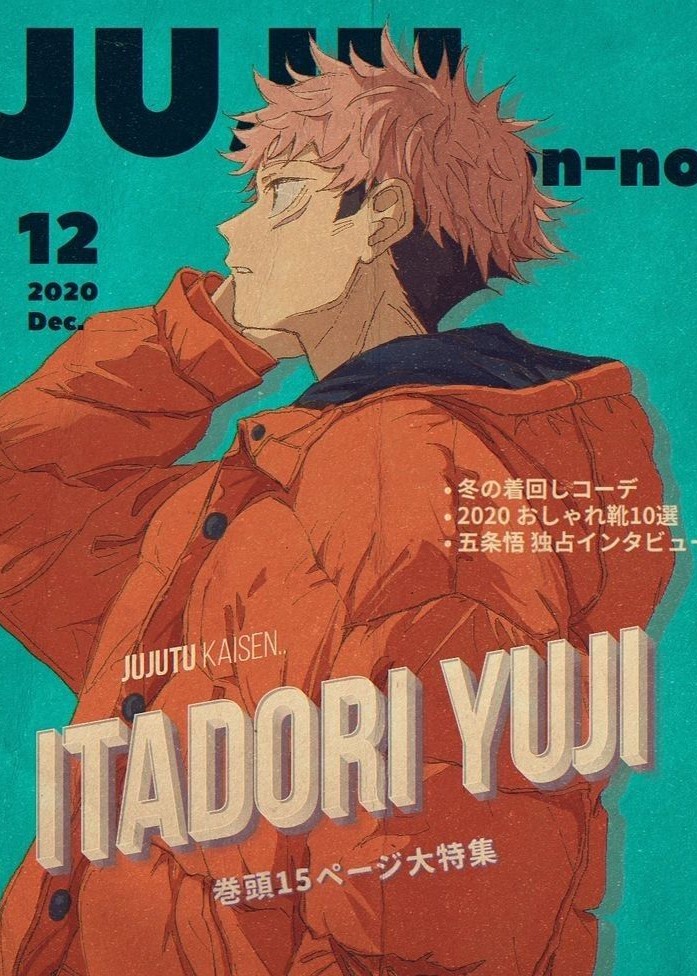 JU
on-no
12
2020
Dec.
• 冬の着回しコーデ
• 2020 おしゃれ靴10選
• 五条悟 独占インタビュー
JUJUTU KAISEN..
ITADORI YUJI
巻頭15ページ大特集